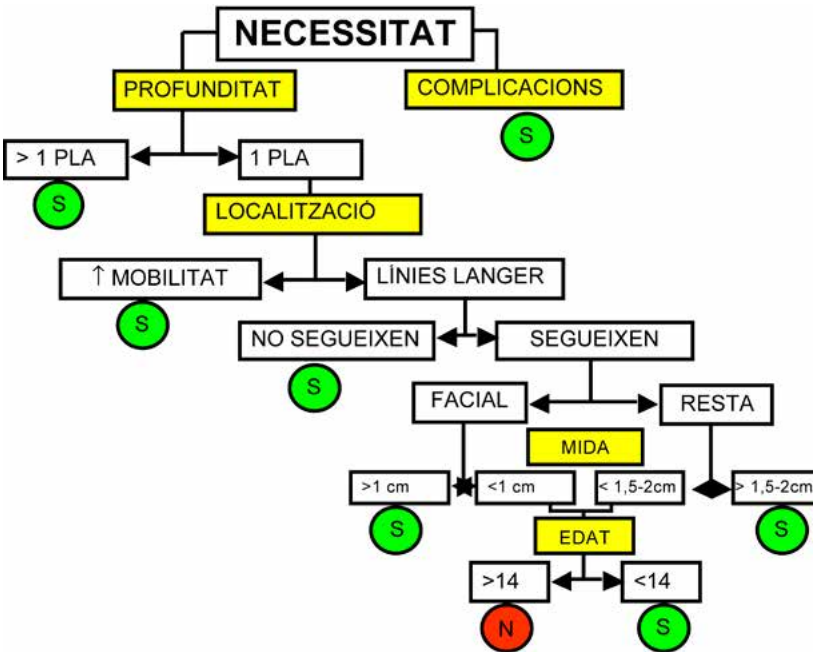 NECESSITAT
PROFUNDITAT
COMPLICACIONS
S
> 1 PLA
1 PLA
S
LOCALITZACIÓ
↑ MOBILITAT
LÍNIES LANGER
S
NO SEGUEIXEN
SEGUEIXEN
S
FACIAL
RESTA
MIDA
>1 cm
<1 cm
< 1,5-2cm
> 1,5-2cm
S
S
EDAT
>14
<14
N
S